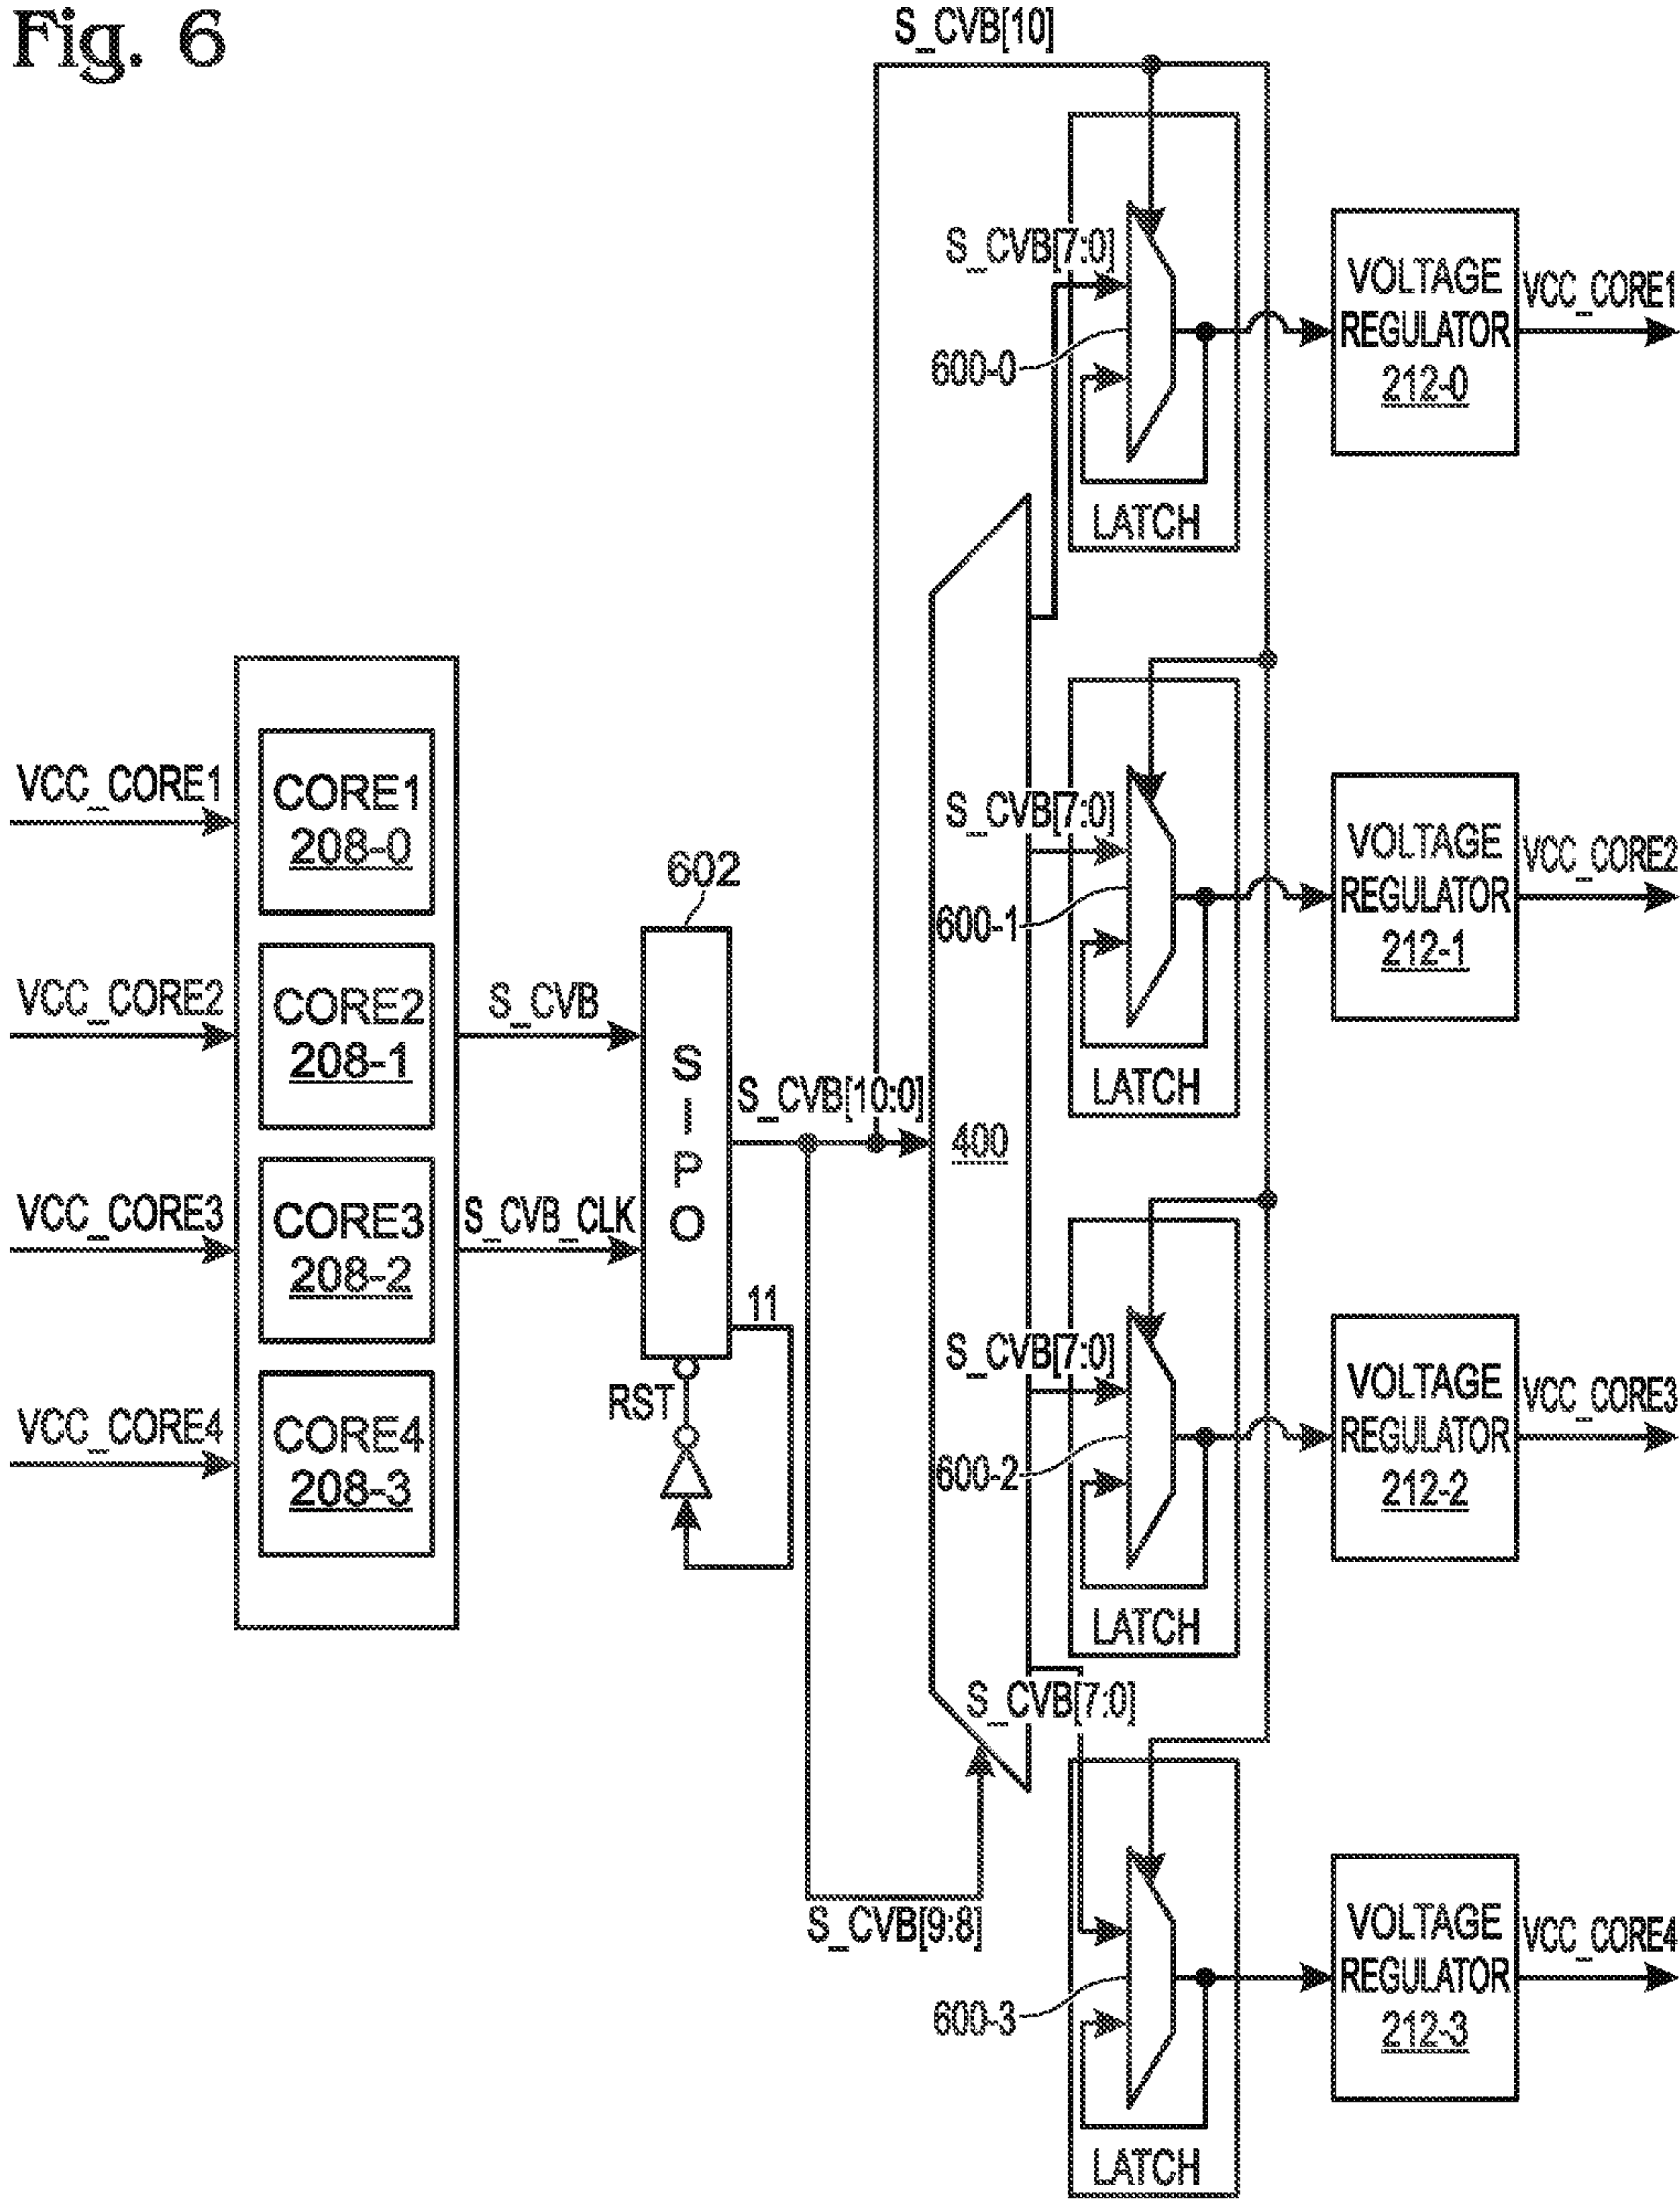 Fig. 6
S_CVB[10]
S_CVB[7:0]
600-0
LATCH
VOLTAGE
REGULATOR
212-0
VCC_CORE1
VCC_CORE1
CORE1
208-0
VCC_CORE2
CORE2
208-1
VCC_CORE3
CORE3
208-2
VCC_CORE4
CORE4
208-3
S_CVB
S_CVB_CLK
602
SIPO
11
RST
S_CVB[10:0]
400
S_CVB[9:8]
S_CVB[7:0]
600-1
LATCH
VOLTAGE
REGULATOR
212-1
VCC_CORE2
S_CVB[7:0]
600-2
LATCH
VOLTAGE
REGULATOR
212-2
VCC_CORE3
S_CVB[7:0]
600-3
LATCH
VOLTAGE
REGULATOR
212-3
VCC_CORE4